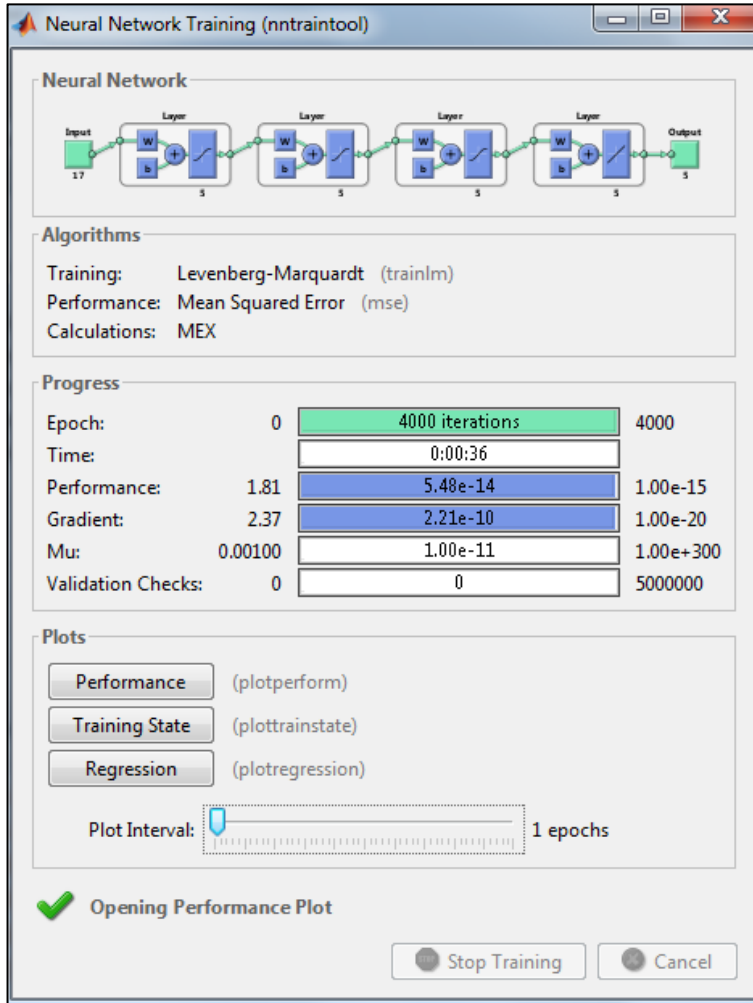 Neural Network Training (nntraintool)
Neural Network
Layer Layer Layer Layer
Input Output
W W W W
b b b b
17 5
5 5 5 5
Algorithms
Training: Levenberg-Marquardt (trainlm)
Performance: Mean Squared Error (mse)
Calculations: MEX
Progress
Epoch: 0 4000 iterations 4000
Time: 0:00:36
Performance: 1.81 5.48e-14 1.00e-15
Gradient: 2.37 2.21e-10 1.00e-20
Mu: 0.00100 1.00e-11 1.00e+300
Validation Checks: 0 0 5000000
Plots
Performance (plotperform)
Training State (plottrainstate)
Regression (plotregression)
Plot Interval: 1 epochs
Opening Performance Plot
Stop Training Cancel